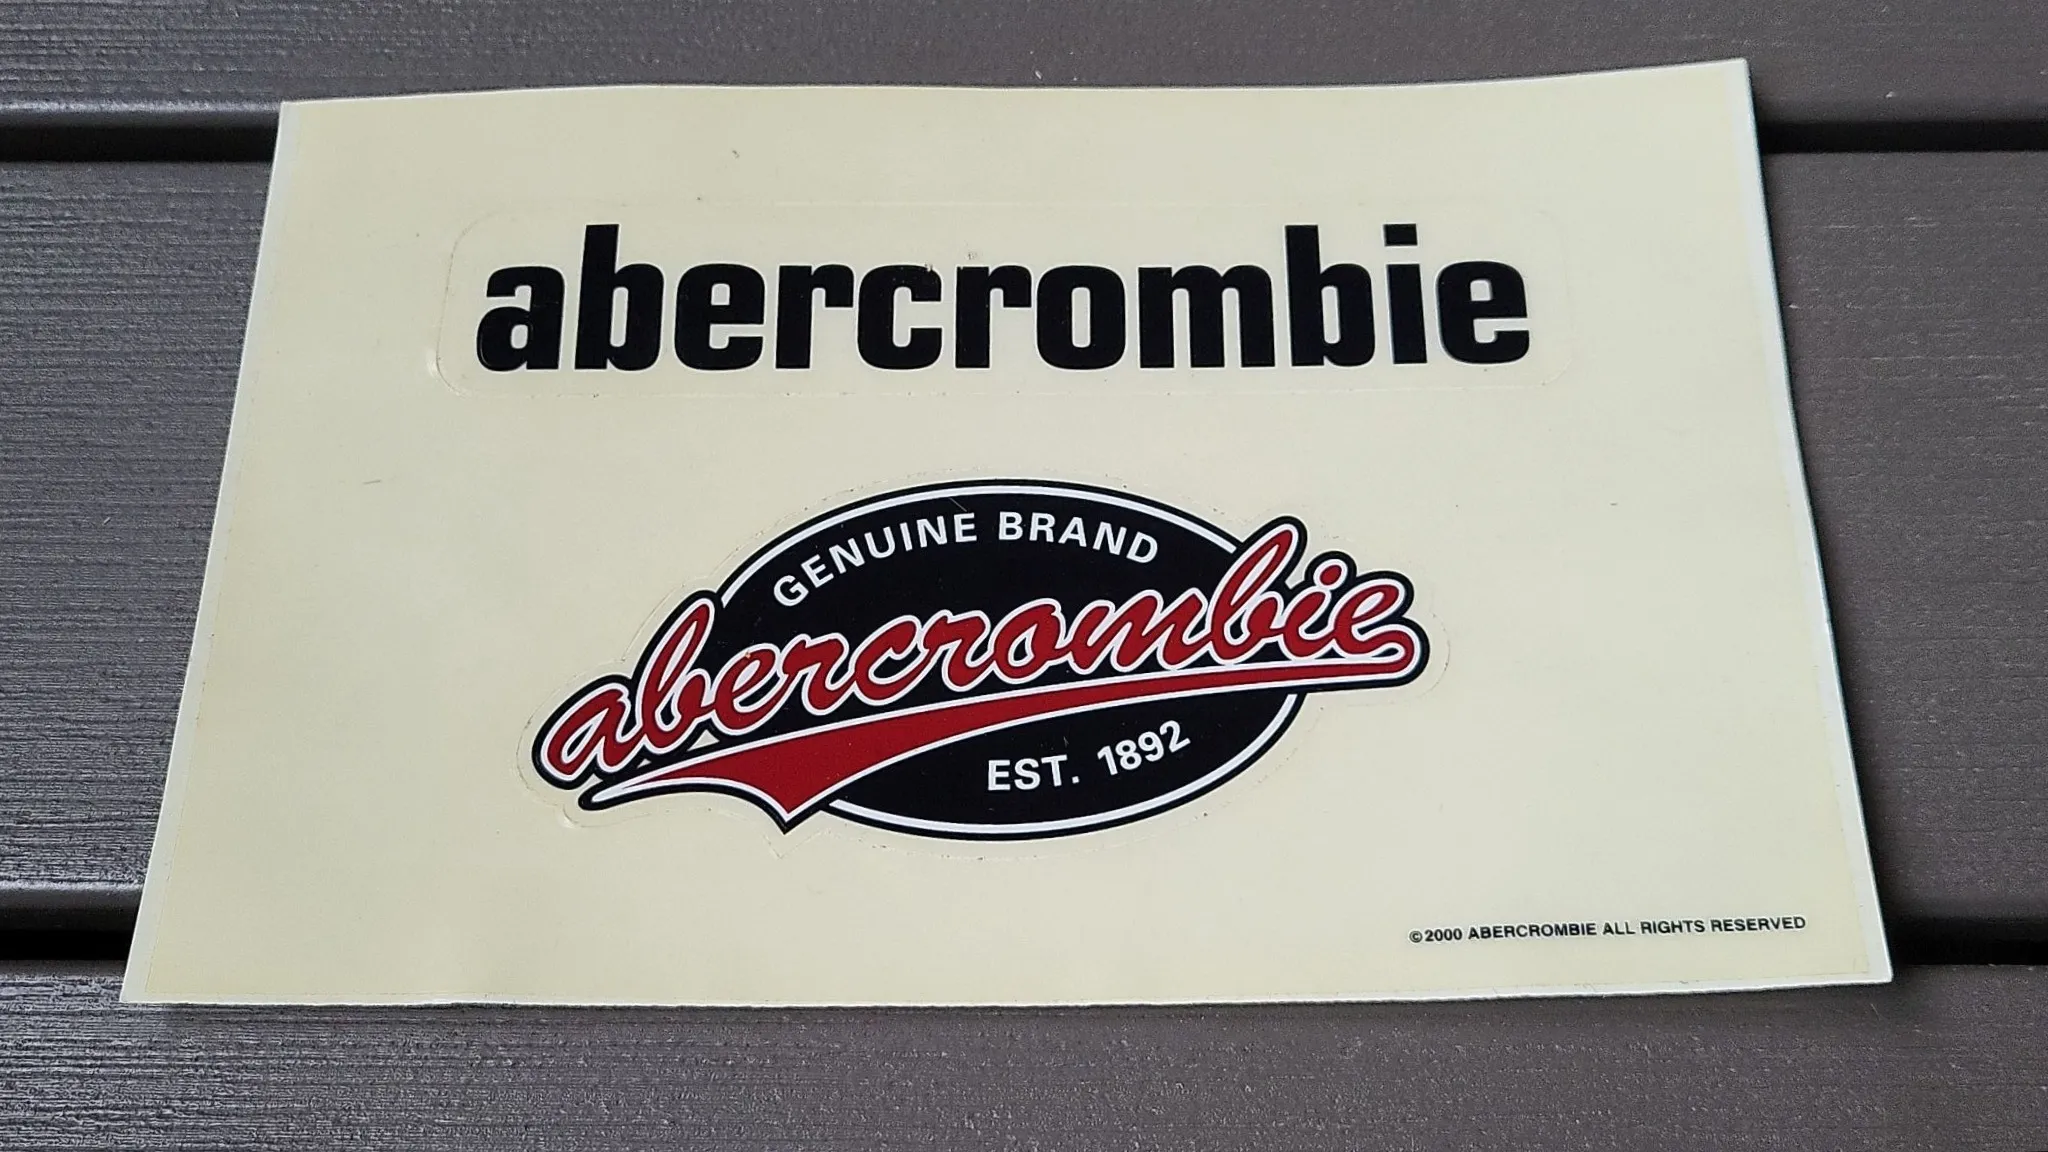 abercrombie
GENUINE BRAND
abercrombie
EST. 1892
©2000 ABERCROMBIE ALL RIGHTS RESERVED